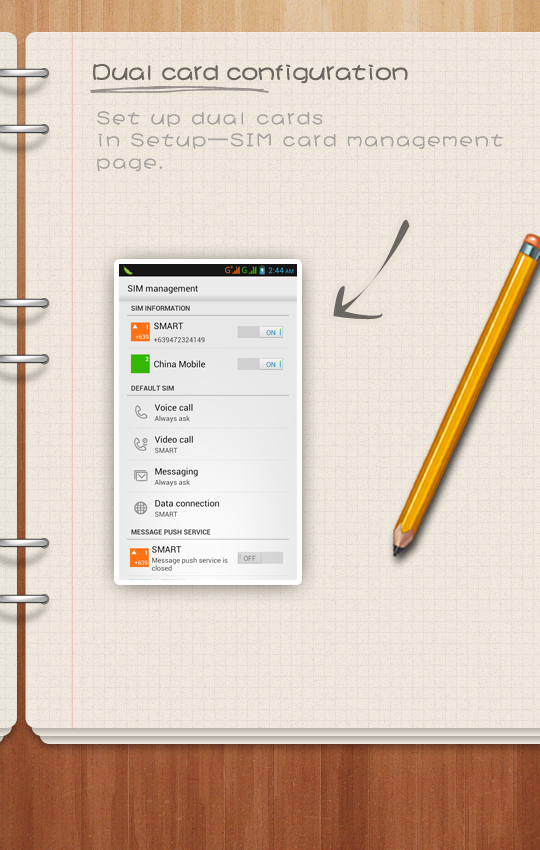 Dual card configuration
Set up dual cards
in Setup—SIM card management
page.
G G 2:44 AM
SIM management
SIM INFORMATION
1 SMART ON
+639 +639472324149
2 China Mobile ON
DEFAULT SIM
Voice call
Always ask
Video call
SMART
Messaging
Always ask
Data connection
SMART
MESSAGE PUSH SERVICE
1 SMART
+639 Message push service is OFF
closed